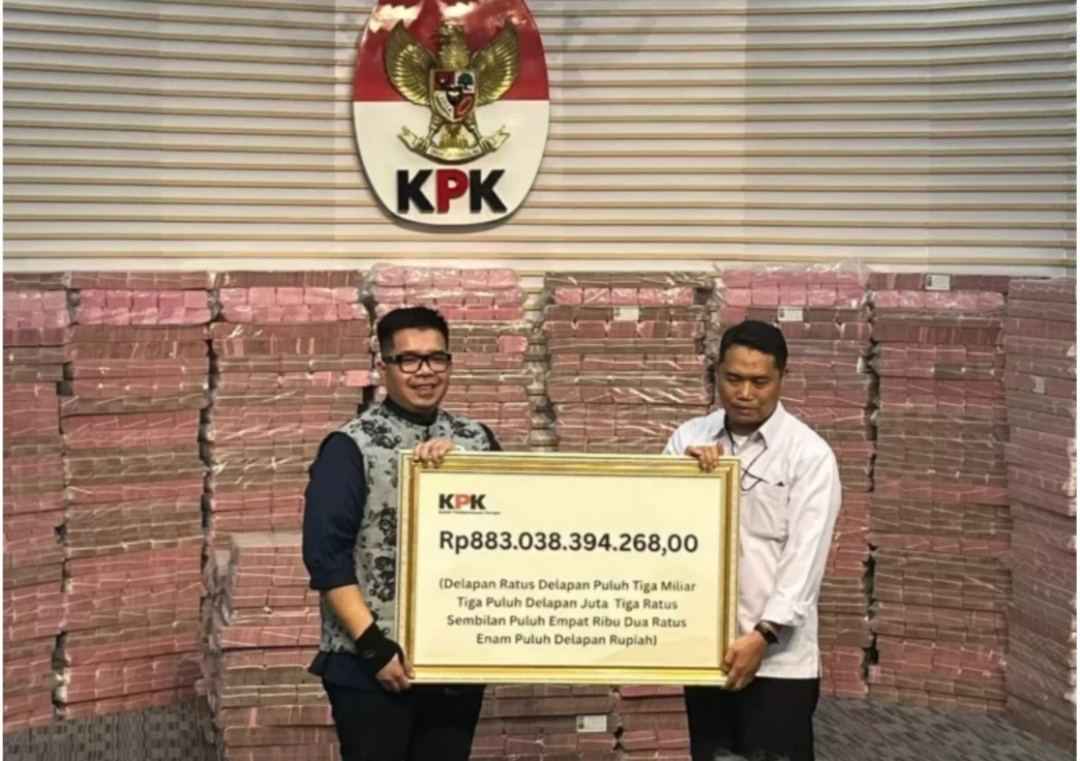 KPK
KPK
Rp883.038.394.268,00
(Delapan Ratus Delapan Puluh Tiga Miliar
Tiga Puluh Delapan Juta Tiga Ratus
Sembilan Puluh Empat Ribu Dua Ratus
Enam Puluh Delapan Rupiah)